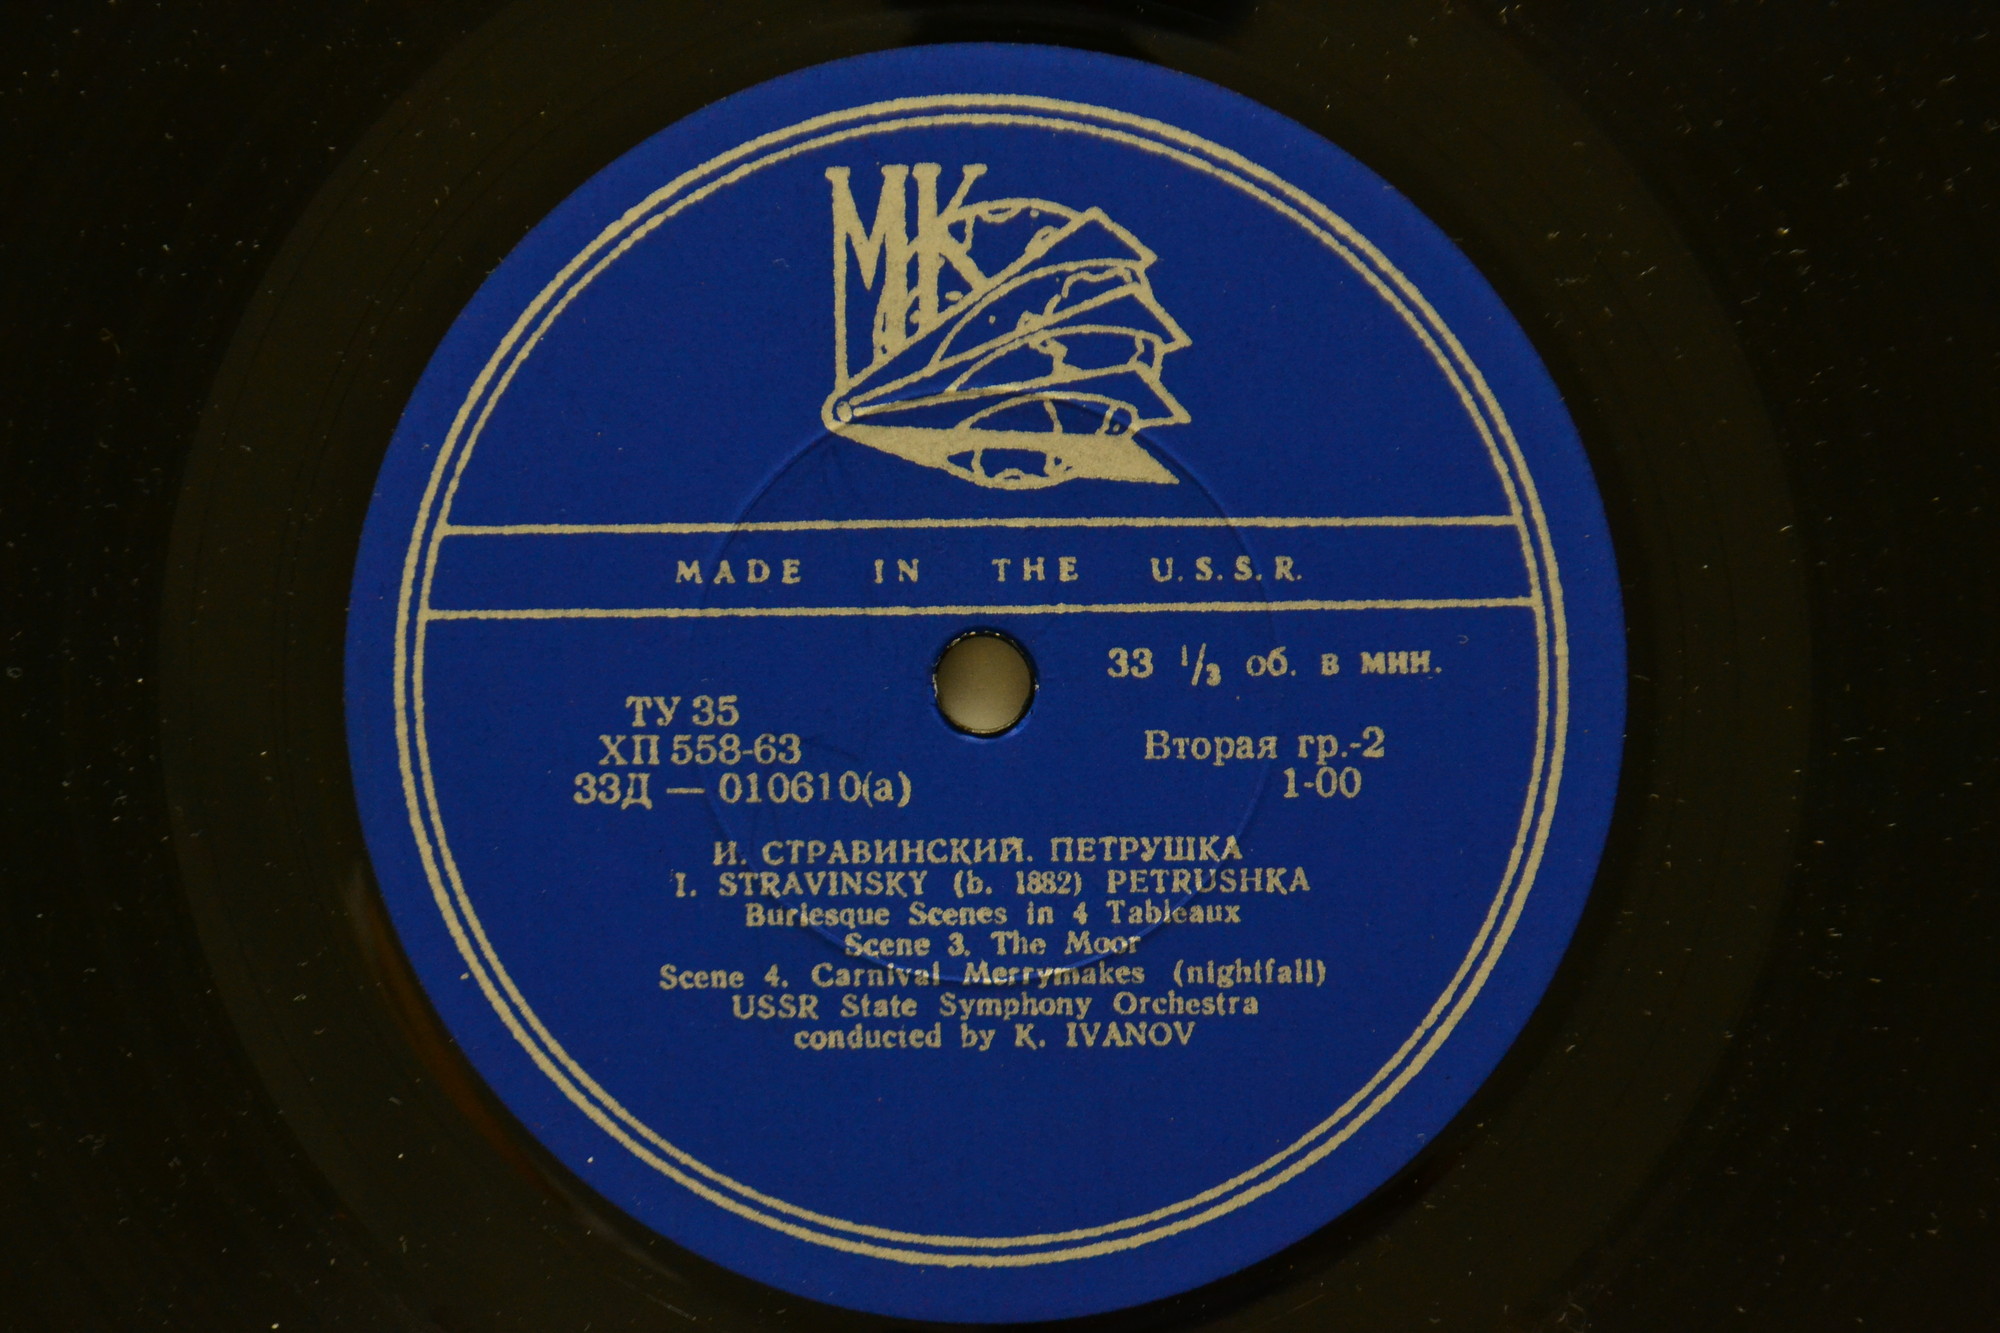 МК
MADE IN THE U.S.S.R.
33 1/3 об. в мин.
ТУ 35
ХП 558-63
33Д — 010610(а)
Вторая гр.-2
1-00
И. СТРАВИНСКИЙ. ПЕТРУШКА
I. STRAVINSKY (b. 1882) PETRUSHKA
Burlesque Scenes in 4 Tableaux
Scene 3. The Moor
Scene 4. Carnival Merrymakes (nightfall)
USSR State Symphony Orchestra
conducted by K. IVANOV